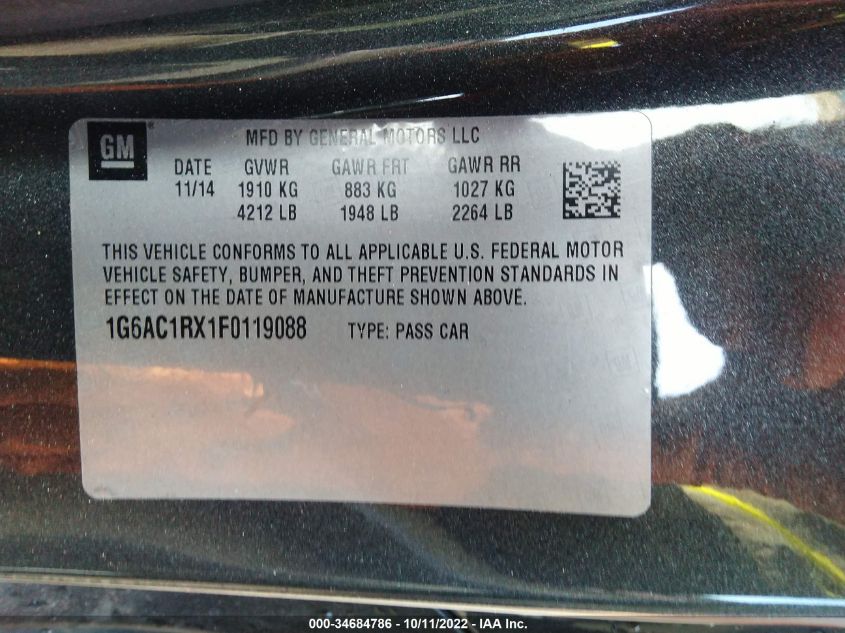 GM
MFD BY GENERAL MOTORS LLC
DATE GVWR GAWR FRT GAWR RR
11/14 1910 KG 883 KG 1027 KG
4212 LB 1948 LB 2264 LB
THIS VEHICLE CONFORMS TO ALL APPLICABLE U.S. FEDERAL MOTOR
VEHICLE SAFETY, BUMPER, AND THEFT PREVENTION STANDARDS IN
EFFECT ON THE DATE OF MANUFACTURE SHOWN ABOVE.
1G6AC1RX1F0119088 TYPE: PASS CAR
GM
000-34684786 - 10/11/2022 - IAA Inc.